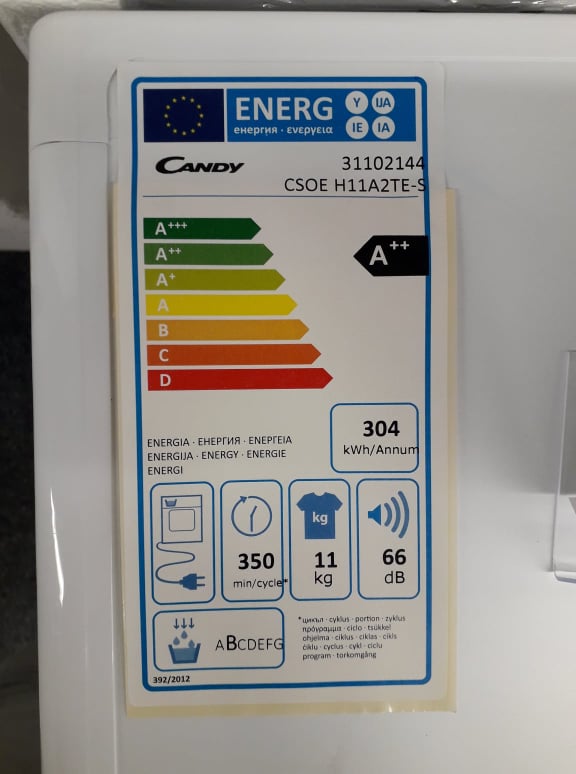 ENERG Y IJA
енергия · ενεργεια IE IA
CANDY
31102144
CSOE H11A2TE-S
A+++
A++
A++
A+
A
B
C
D
304
kWh/Annum
ENERGIA · ЕНЕРГИЯ · ΕΝΕΡΓΕΙΑ
ENERGIJA · ENERGY · ENERGIE
ENERGI
kg
350
min/cycle*
11
kg
66
dB
ABCDEFG
*цикъл · cyklus · portion · zyklus
πρόγραμμα · ciclo · tsükkel
ohjelma · ciklus · ciklas · cikls
ċiklu · cyclus · cykl · ciclu
program · torkomgång
392/2012